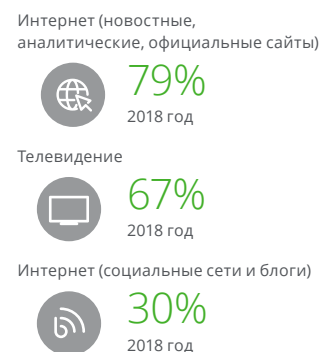 Интернет (новостные,
аналитические, официальные сайты)
79%
2018 год
Телевидение
67%
2018 год
Интернет (социальные сети и блоги)
30%
2018 год